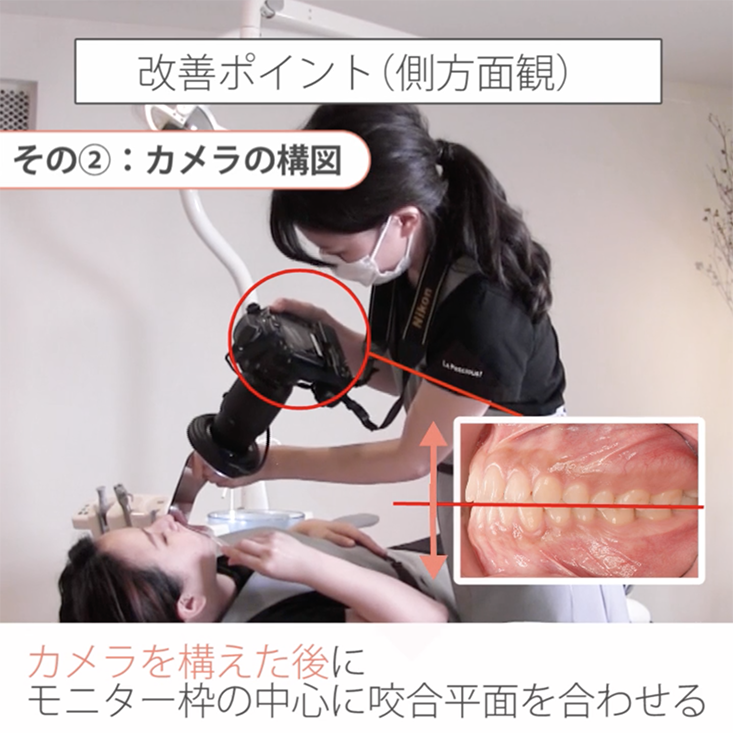 改善ポイント(側方面観)
その②：カメラの構図
Nikon
LA PRECIOUS!
カメラを構えた後に
モニター枠の中心に咬合平面を合わせる